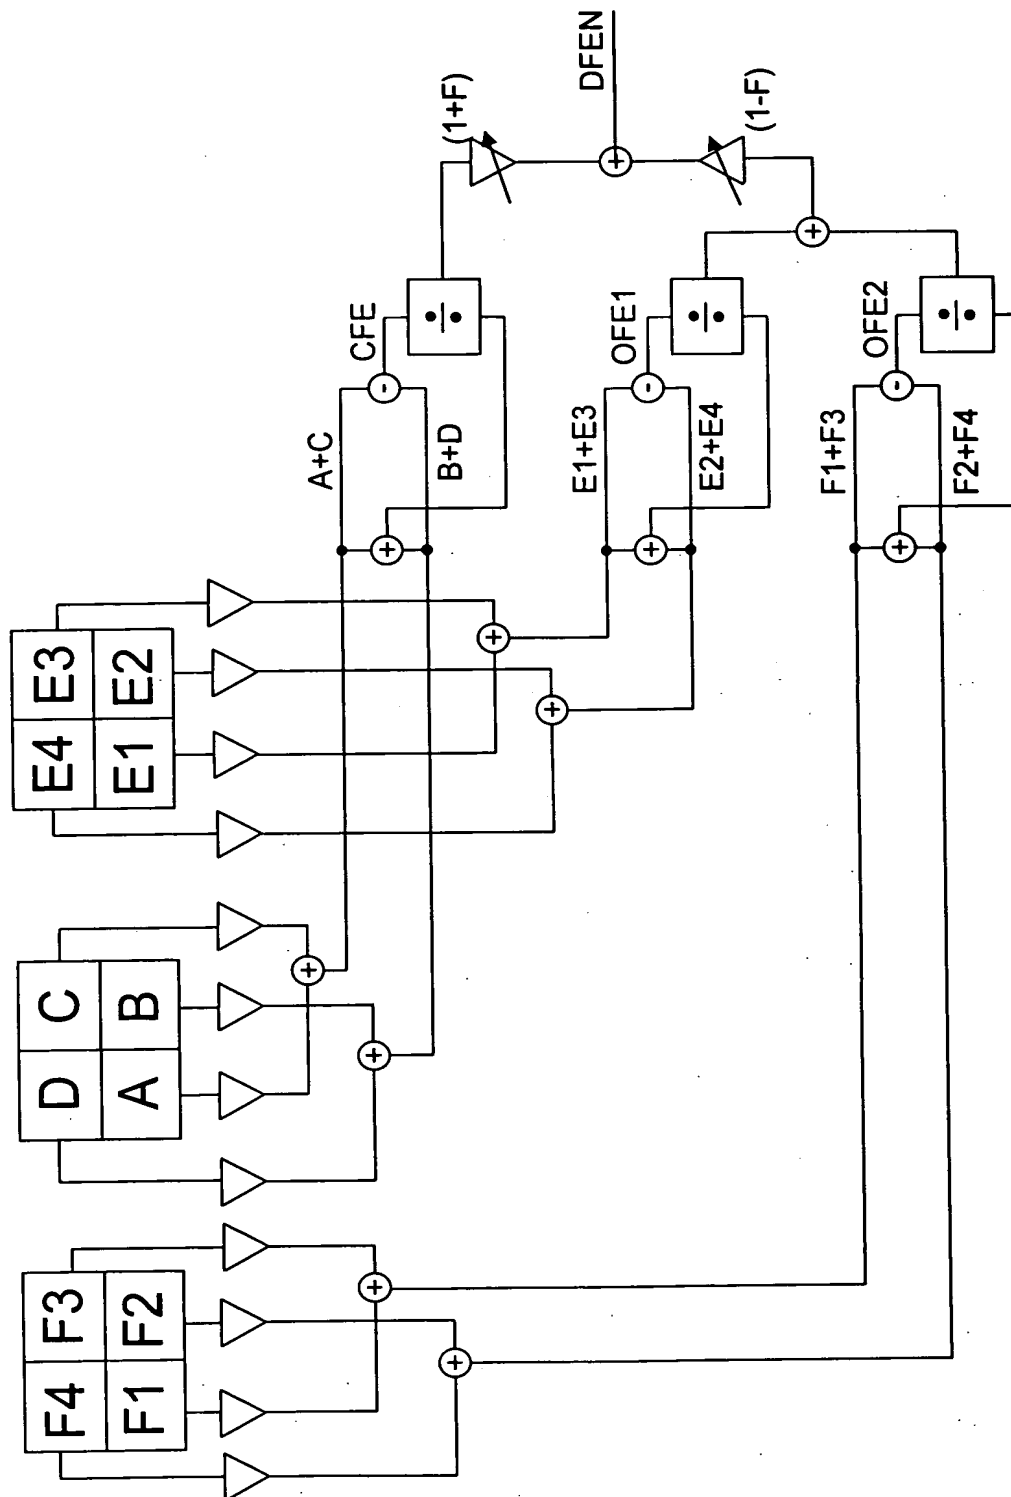 F4 F3
F1 F2
D C
A B
E4 E3
E1 E2
A+C
CFE
B+D
(1+F)
E1+E3
DFEN
OFE1
E2+E4
(1-F)
F1+F3
OFE2
F2+F4